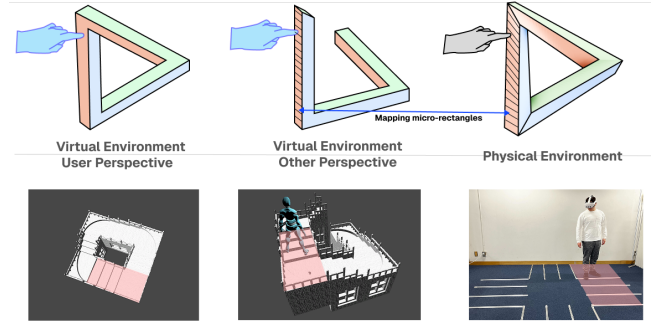 Mapping micro-rectangles
Virtual Environment
User Perspective
Virtual Environment
Other Perspective
Physical Environment